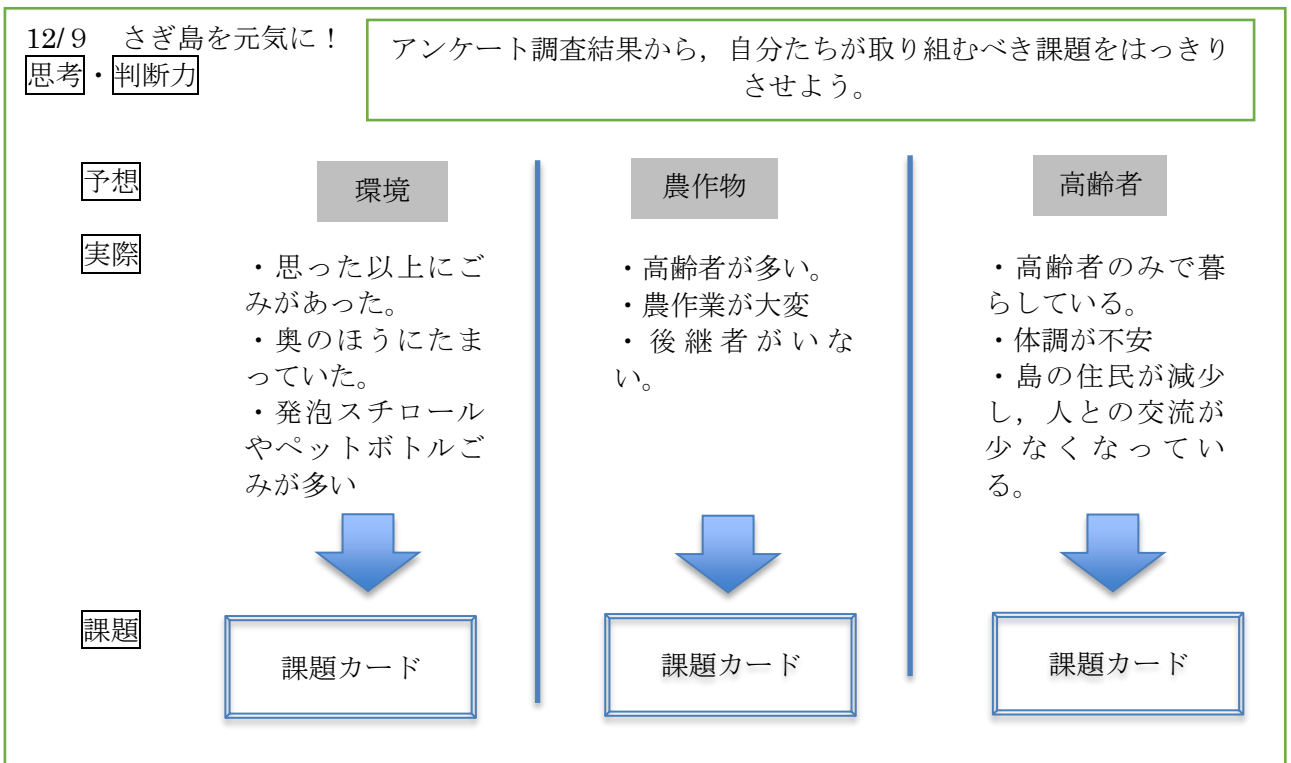 12/9　さぎ島を元気に！
思考・判断力
アンケート調査結果から，自分たちが取り組むべき課題をはっきり
させよう。
予想
環境
農作物
高齢者
実際
・思った以上にご
みがあった。
・奥のほうにたま
っていた。
・発泡スチロール
やペットボトルご
みが多い
・高齢者が多い。
・農作業が大変
・後継者がいな
い。
・高齢者のみで暮
らしている。
・体調が不安
・島の住民が減少
し，人との交流が
少なくなってい
る。
課題
課題カード
課題カード
課題カード